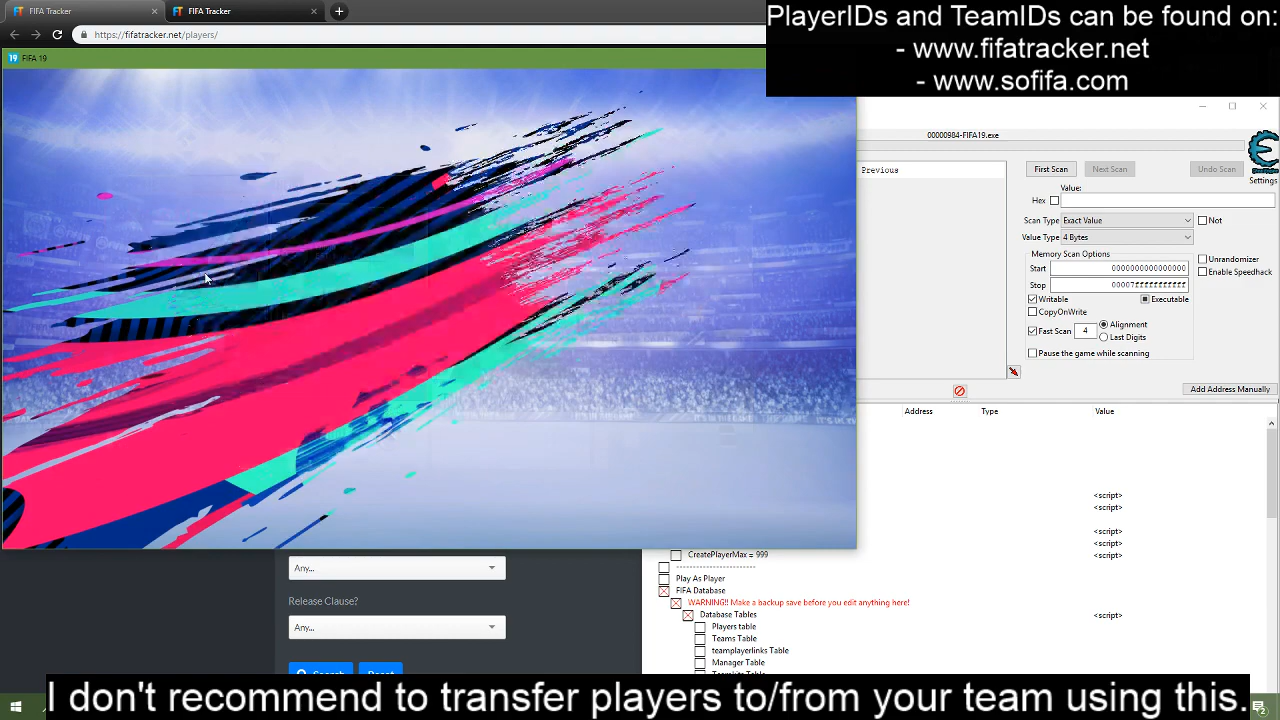 FIFA Tracker
FIFA Tracker
https://fifatracker.net/players/
PlayerIDs and TeamIDs can be found on:
- www.fifatracker.net
- www.sofifa.com
19 FIFA 19
00000984-FIFA19.exe
Previous
First Scan
Next Scan
Undo Scan
Settings
Value:
Hex
Scan Type
Exact Value
Not
Value Type
4 Bytes
Memory Scan Options
Start
0000000000000000
Stop
00007fffffffffff
Unrandomizer
Enable Speedhack
Writable
Executable
CopyOnWrite
Fast Scan
4
Alignment
Last Digits
Pause the game while scanning
Add Address Manually
Address
Type
Value
<script>
<script>
<script>
<script>
CreatePlayerMax = 999
<script>
----------------------
Play As Player
FIFA Database
WARNING!! Make a backup save before you edit anything here!
Database Tables
<script>
Players table
Teams Table
teamplayerlinks Table
Manager Table
Any...
Release Clause?
Any...
I don't recommend to transfer players to/from your team using this.
2